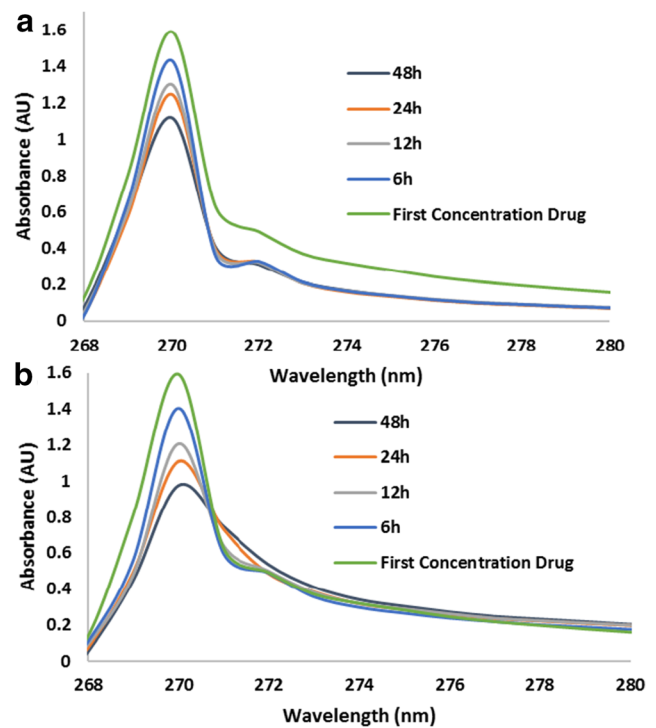 a
1.6
1.4
1.2
1
0.8
0.6
0.4
0.2
0
Absorbance (AU)
48h
24h
12h
6h
First Concentration Drug
268 270 272 274 276 278 280
Wavelength (nm)
b
1.6
1.4
1.2
1
0.8
0.6
0.4
0.2
0
Absorbance (AU)
48h
24h
12h
6h
First Concentration Drug
268 270 272 274 276 278 280
Wavelength (nm)